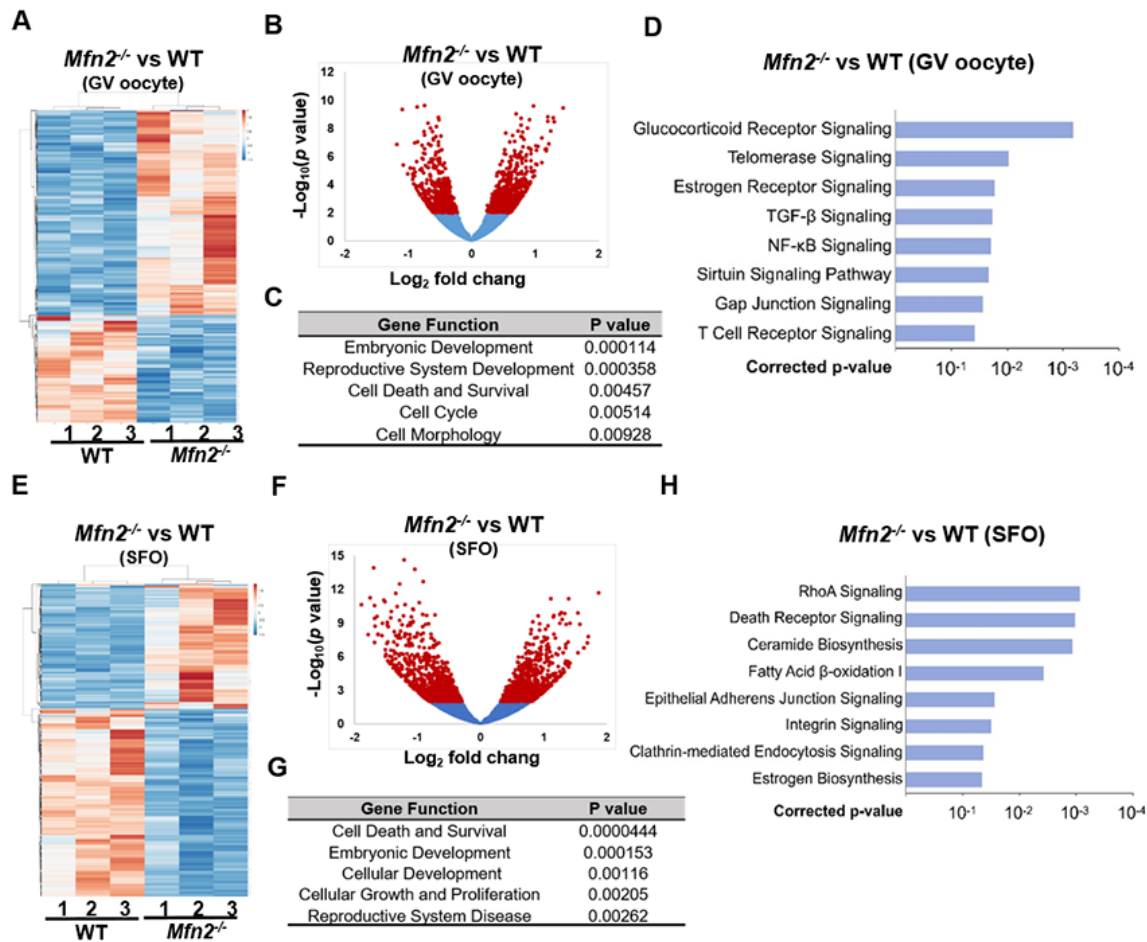 A
Mfn2-/- vs WT
(GV oocyte)
1 2 3 1 2 3
WT Mfn2-/-
B
Mfn2-/- vs WT
(GV oocyte)
12
10
8
6
4
2
0
-2 -1 0 1 2
-Log10(p value)
Log2 fold chang
C
Gene Function P value
Embryonic Development 0.000114
Reproductive System Development 0.000358
Cell Death and Survival 0.00457
Cell Cycle 0.00514
Cell Morphology 0.00928
D
Mfn2-/- vs WT (GV oocyte)
Glucocorticoid Receptor Signaling
Telomerase Signaling
Estrogen Receptor Signaling
TGF-β Signaling
NF-κB Signaling
Sirtuin Signaling Pathway
Gap Junction Signaling
T Cell Receptor Signaling
Corrected p-value 10-1 10-2 10-3 10-4
E
Mfn2-/- vs WT
(SFO)
1 2 3 1 2 3
WT Mfn2-/-
F
Mfn2-/- vs WT
(SFO)
15
12
9
6
3
0
-2 -1 0 1 2
-Log10(p value)
Log2 fold change
G
Gene Function P value
Cell Death and Survival 0.0000444
Embryonic Development 0.000153
Cellular Development 0.00116
Cellular Growth and Proliferation 0.00205
Reproductive System Disease 0.00262
H
Mfn2-/- vs WT (SFO)
RhoA Signaling
Death Receptor Signaling
Ceramide Biosynthesis
Fatty Acid β-oxidation I
Epithelial Adherens Junction Signaling
Integrin Signaling
Clathrin-mediated Endocytosis Signaling
Estrogen Biosynthesis
Corrected p-value 10-1 10-2 10-3 10-4